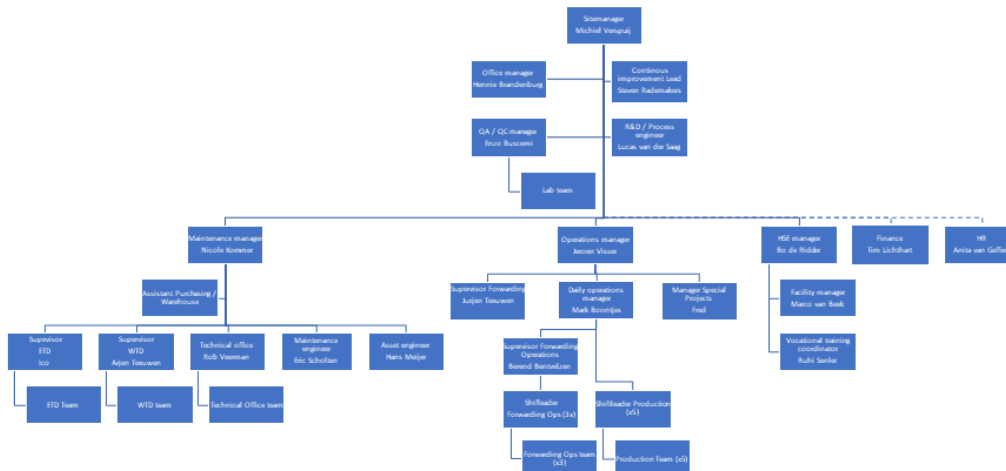 Sitemanager
Michiel Verspuij
Office manager
Hennie Brandenburg
Continous
improvement Lead
Steven Rademakers
QA / QC manager
Enzo Buscemi
R&D / Process
engineer
Lucas van der Saag
Lab team
Maintenance manager
Nicole Kommer
Operations manager
Jeroen Visser
HSE manager
Bo de Ridder
Finance
Tim Lichthart
HR
Anita van Geffen
Assistant Purchasing /
Warehouse
Supervisor Forwarding
Jurjen Teeuwen
Daily operations
manager
Mark Boontjes
Manager Special
Projects
Fred
Facility manager
Marco van Beek
Supevisor
ETD
Ico
Supervisor
WTD
Arjen Teeuwen
Technical office
Rob Veerman
Maintenance
engineer
Eric Scholten
Asset engineer
Hans Meijer
Supervisor Forwarding
Operations
Berend Bentvelzen
Vocational training
coordinator
Ruhi Senler
ETD Team
WTD team
Technical Office team
Shiftleader
Forwarding Ops (3x)
Shiftleader Production
(x5)
Forwarding Ops team
(x3)
Production Team (x5)